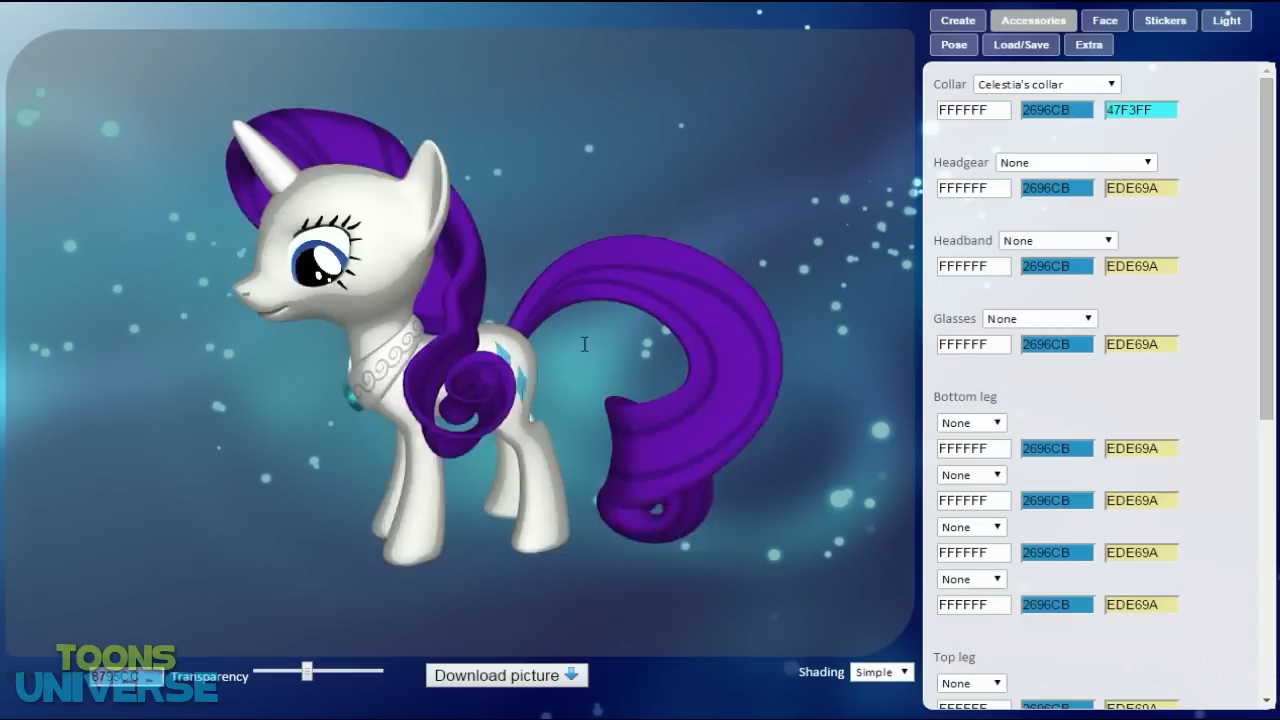 Create Accessories Face Stickers Light
Pose Load/Save Extra
Collar Celestia's collar
FFFFFF 2696CB 47F3FF
Headgear None
FFFFFF 2696CB EDE69A
Headband None
FFFFFF 2696CB EDE69A
Glasses None
FFFFFF 2696CB EDE69A
Bottom leg
None
FFFFFF 2696CB EDE69A
None
FFFFFF 2696CB EDE69A
None
FFFFFF 2696CB EDE69A
None
FFFFFF 2696CB EDE69A
Top leg
None
FFFFFF 2696CB EDE69A
TOONS
UNIVERSE
Transparency
Download picture
Shading Simple